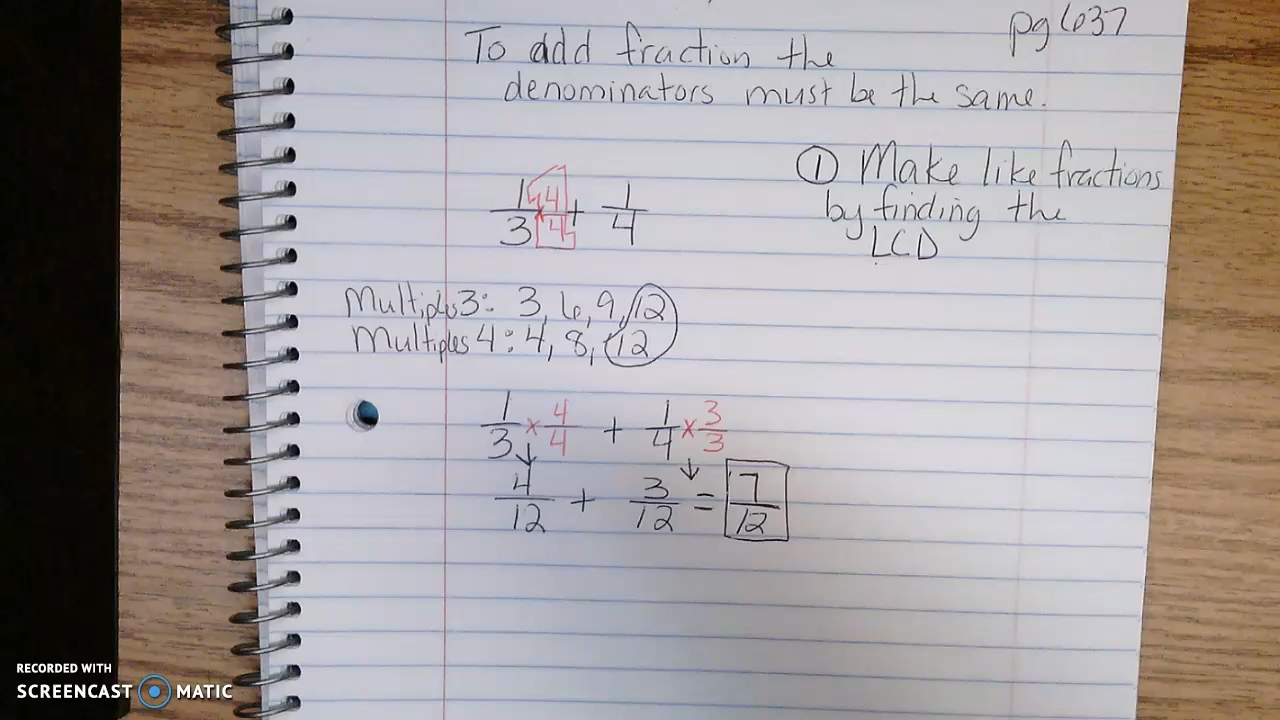 pg 637
To add fraction the
denominators must be the same.
① Make like fractions
by finding the
LCD
1/3 × 4/4 + 1/4
Multiples 3: 3, 6, 9, 12
Multiples 4: 4, 8, 12
1/3 × 4/4 + 1/4 × 3/3
4/12 + 3/12 = 7/12
RECORDED WITH
SCREENCAST MATIC